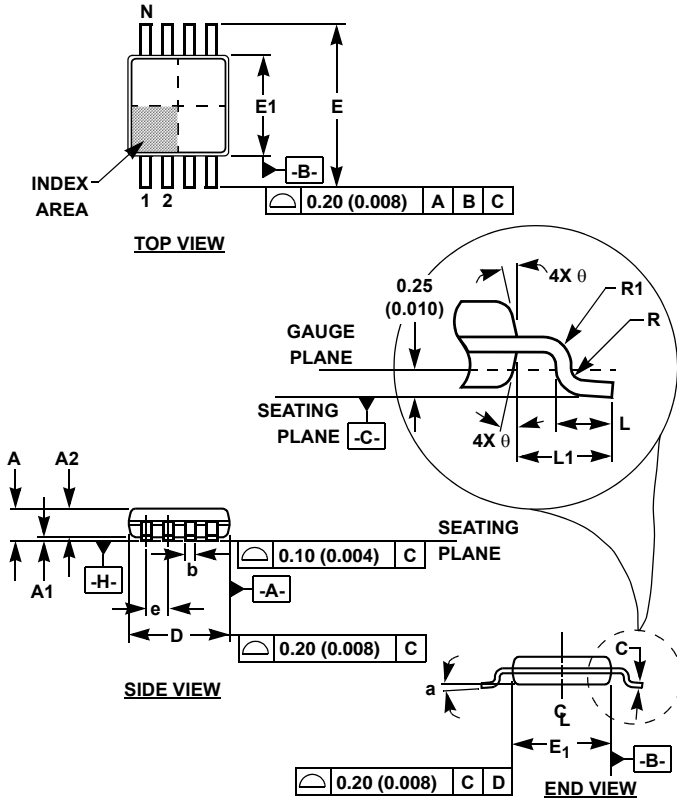 N
E1
E
-B-
INDEX
AREA
1 2
0.20 (0.008) A B C
TOP VIEW
0.25
(0.010)
4X θ
R1
R
GAUGE
PLANE
SEATING
PLANE -C-
4X θ
L
L1
A A2
A1
-H-
b
e
D
-A-
SEATING
PLANE
0.10 (0.004) C
0.20 (0.008) C
SIDE VIEW
a
C
CL
E1
-B-
0.20 (0.008) C D
END VIEW